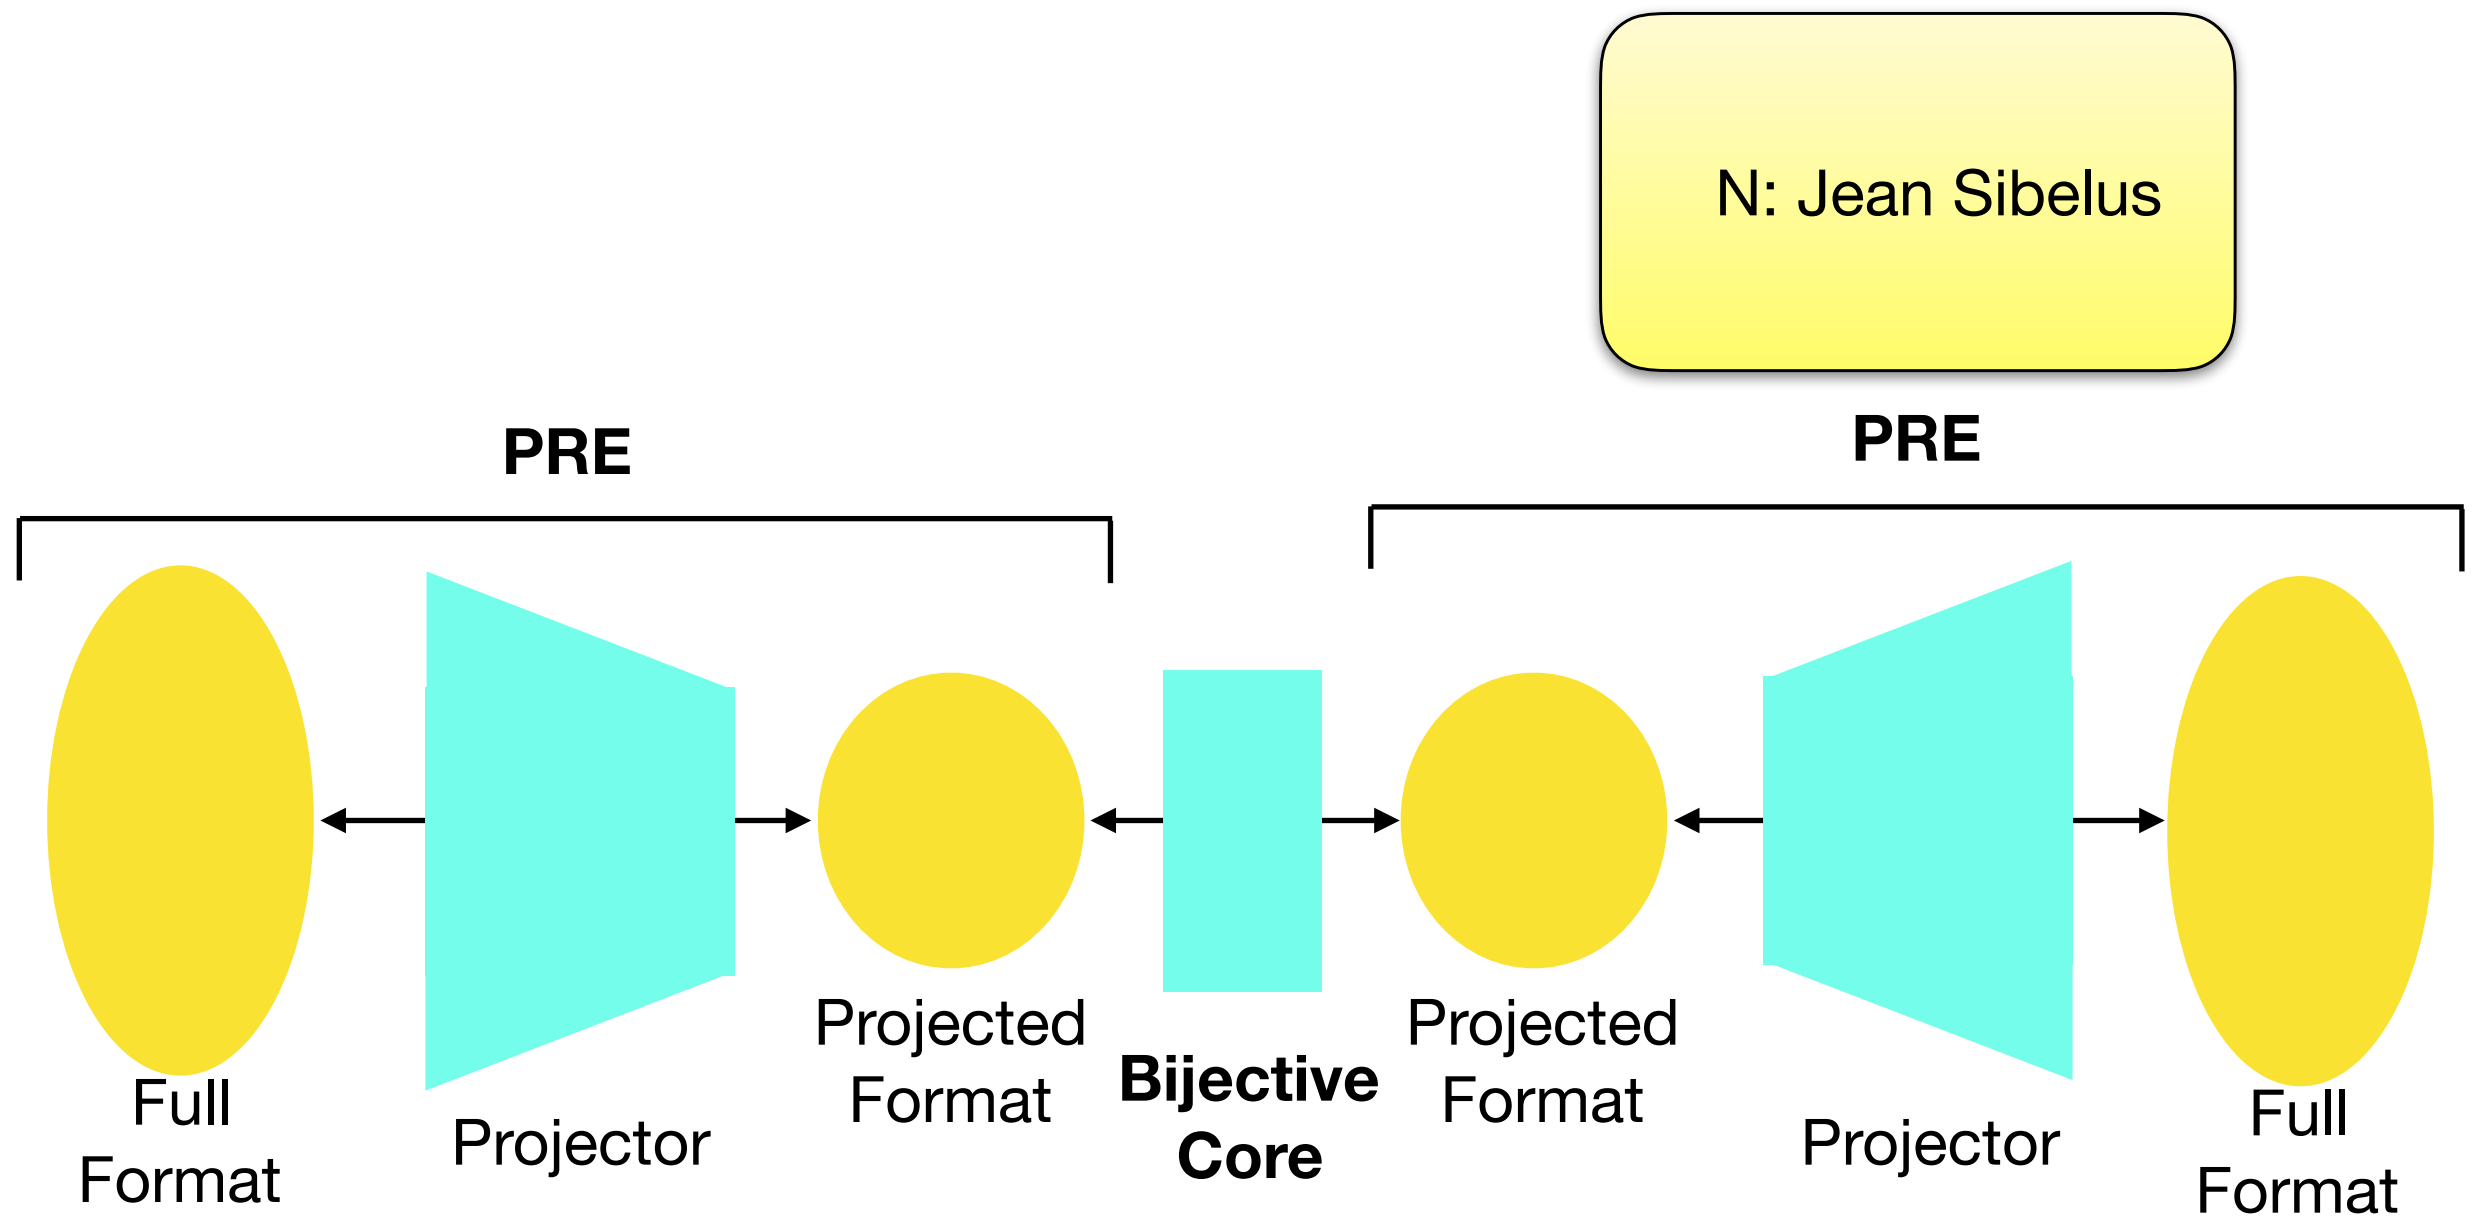 N: Jean Sibelus
PRE
PRE
Full
Format
Projector
Projected
Format
Bijective
Core
Projected
Format
Projector
Full
Format